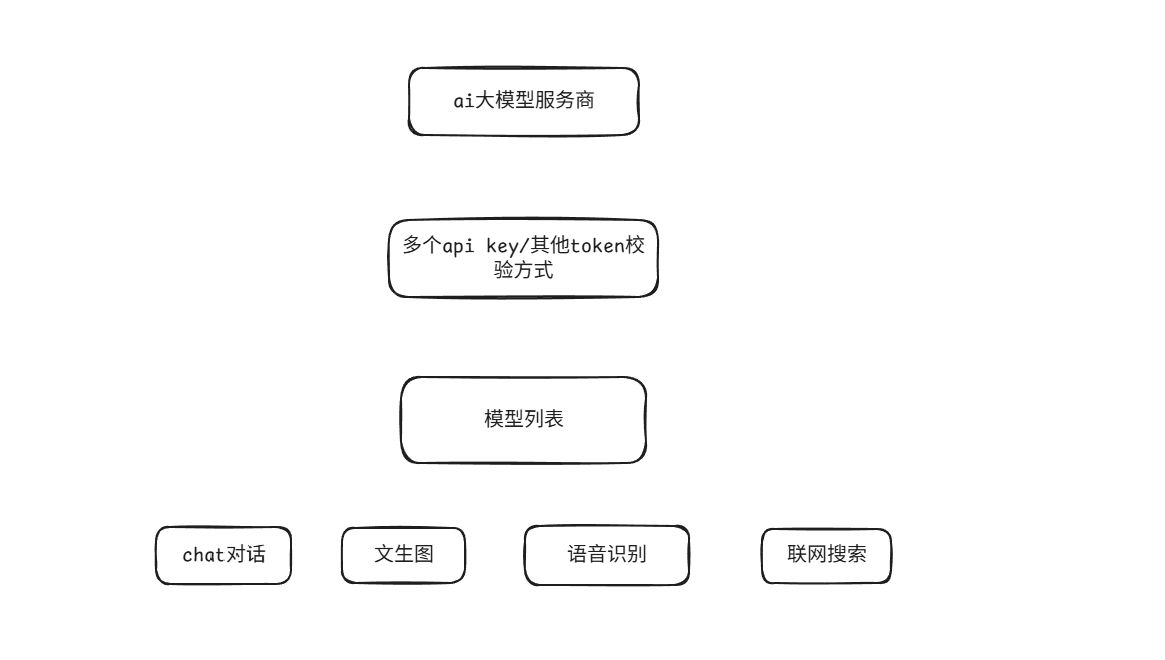 ai大模型服务商
多个api key/其他token校
验方式
模型列表
chat对话
文生图
语音识别
联网搜索